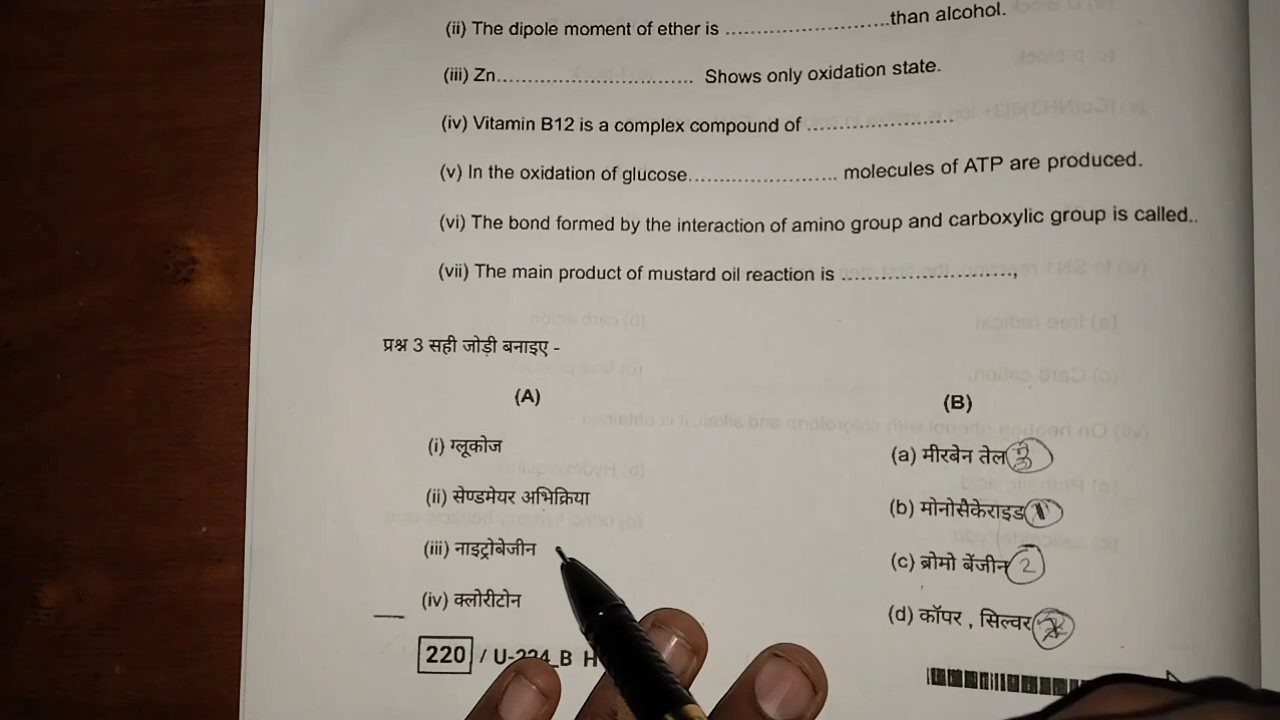 (ii) The dipole moment of ether is ............................than alcohol.
(iii) Zn................................ Shows only oxidation state.
(iv) Vitamin B12 is a complex compound of ........................
(v) In the oxidation of glucose........................ molecules of ATP are produced.
(vi) The bond formed by the interaction of amino group and carboxylic group is called..
(vii) The main product of mustard oil reaction is ............................,
प्रश्न 3 सही जोड़ी बनाइए -
(A) (B)
(i) ग्लूकोज (a) मीरबेन तेल 3
(ii) सेण्डमेयर अभिक्रिया (b) मोनोसैकेराइड 1
(iii) नाइट्रोबेजीन (c) ब्रोमो बेंजीन 2
(iv) क्लोरीटोन (d) कॉपर , सिल्वर
220 / U-224_B H